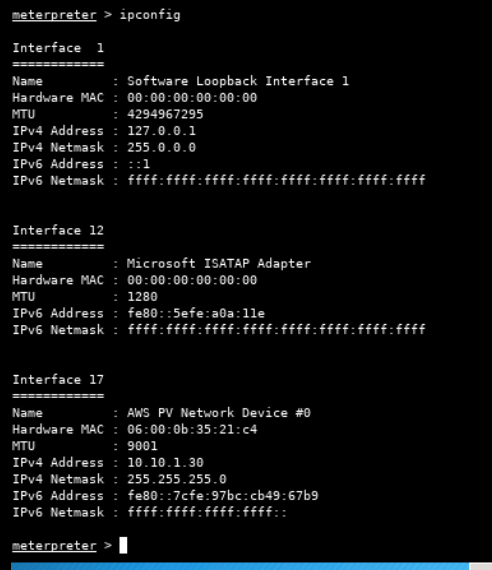 meterpreter > ipconfig
Interface  1
============
Name         : Software Loopback Interface 1
Hardware MAC : 00:00:00:00:00:00
MTU          : 4294967295
IPv4 Address : 127.0.0.1
IPv4 Netmask : 255.0.0.0
IPv6 Address : ::1
IPv6 Netmask : ffff:ffff:ffff:ffff:ffff:ffff:ffff:ffff
Interface 12
============
Name         : Microsoft ISATAP Adapter
Hardware MAC : 00:00:00:00:00:00
MTU          : 1280
IPv6 Address : fe80::5efe:a0a:11e
IPv6 Netmask : ffff:ffff:ffff:ffff:ffff:ffff:ffff:ffff
Interface 17
============
Name         : AWS PV Network Device #0
Hardware MAC : 06:00:0b:35:21:c4
MTU          : 9001
IPv4 Address : 10.10.1.30
IPv4 Netmask : 255.255.255.0
IPv6 Address : fe80::7cfe:97bc:cb49:67b9
IPv6 Netmask : ffff:ffff:ffff:ffff::
meterpreter >